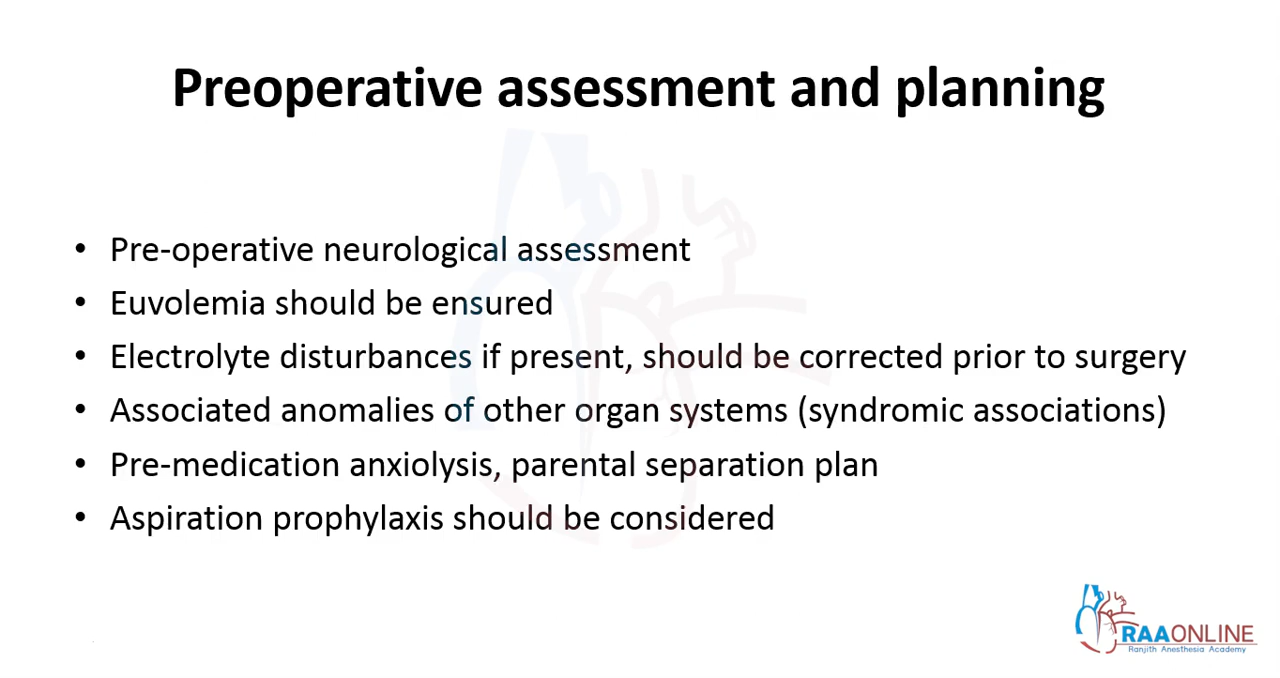 Preoperative assessment and planning
• Pre-operative neurological assessment
• Euvolemia should be ensured
• Electrolyte disturbances if present, should be corrected prior to surgery
• Associated anomalies of other organ systems (syndromic associations)
• Pre-medication anxiolysis, parental separation plan
• Aspiration prophylaxis should be considered
RAAONLINE
Ranjith Anesthesia Academy